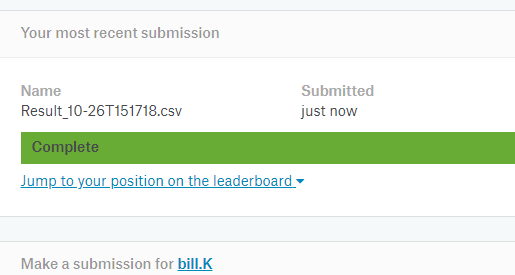 Your most recent submission
Name Submitted
Result_10-26T151718.csv just now
Complete
Jump to your position on the leaderboard
Make a submission for bill.K